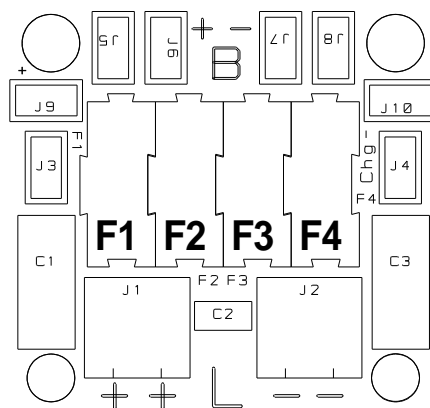 J5 J6 + B - J7 J8
+
J9 J10
F1 Chg-
J3 J4
F4
F1 F2 F3 F4
C1 C3
F2 F3
J1 J2
C2
+ + L - -